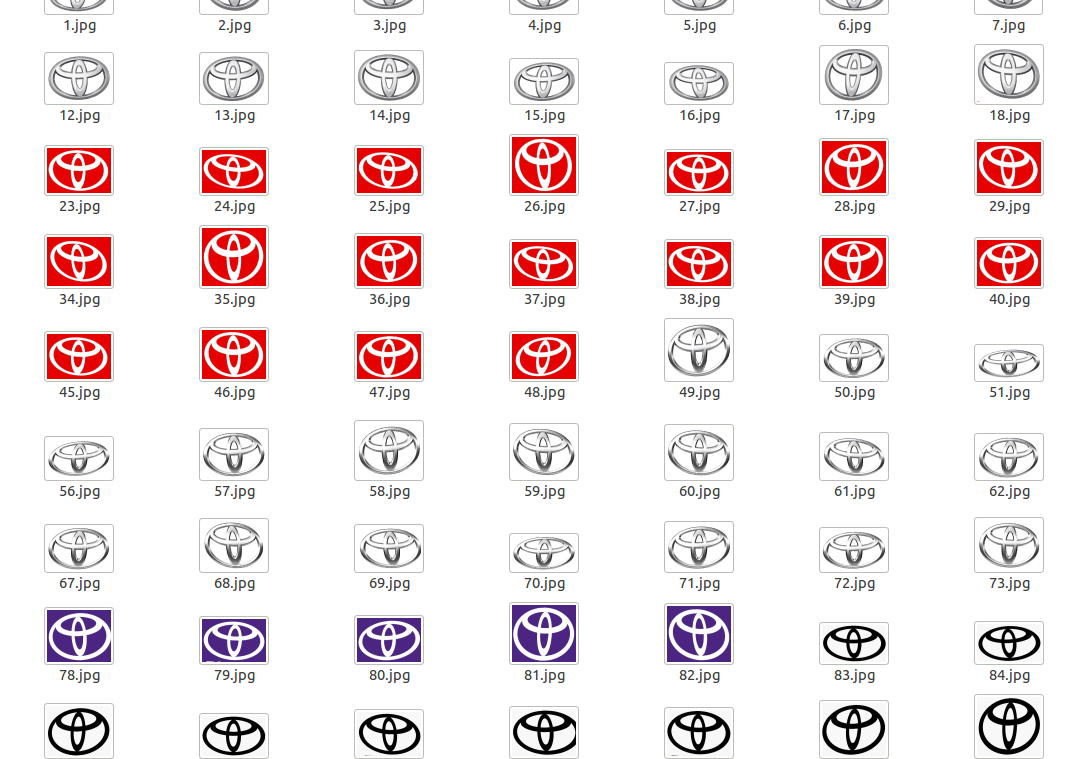 1.jpg 2.jpg 3.jpg 4.jpg 5.jpg 6.jpg 7.jpg
12.jpg 13.jpg 14.jpg 15.jpg 16.jpg 17.jpg 18.jpg
23.jpg 24.jpg 25.jpg 26.jpg 27.jpg 28.jpg 29.jpg
34.jpg 35.jpg 36.jpg 37.jpg 38.jpg 39.jpg 40.jpg
45.jpg 46.jpg 47.jpg 48.jpg 49.jpg 50.jpg 51.jpg
56.jpg 57.jpg 58.jpg 59.jpg 60.jpg 61.jpg 62.jpg
67.jpg 68.jpg 69.jpg 70.jpg 71.jpg 72.jpg 73.jpg
78.jpg 79.jpg 80.jpg 81.jpg 82.jpg 83.jpg 84.jpg